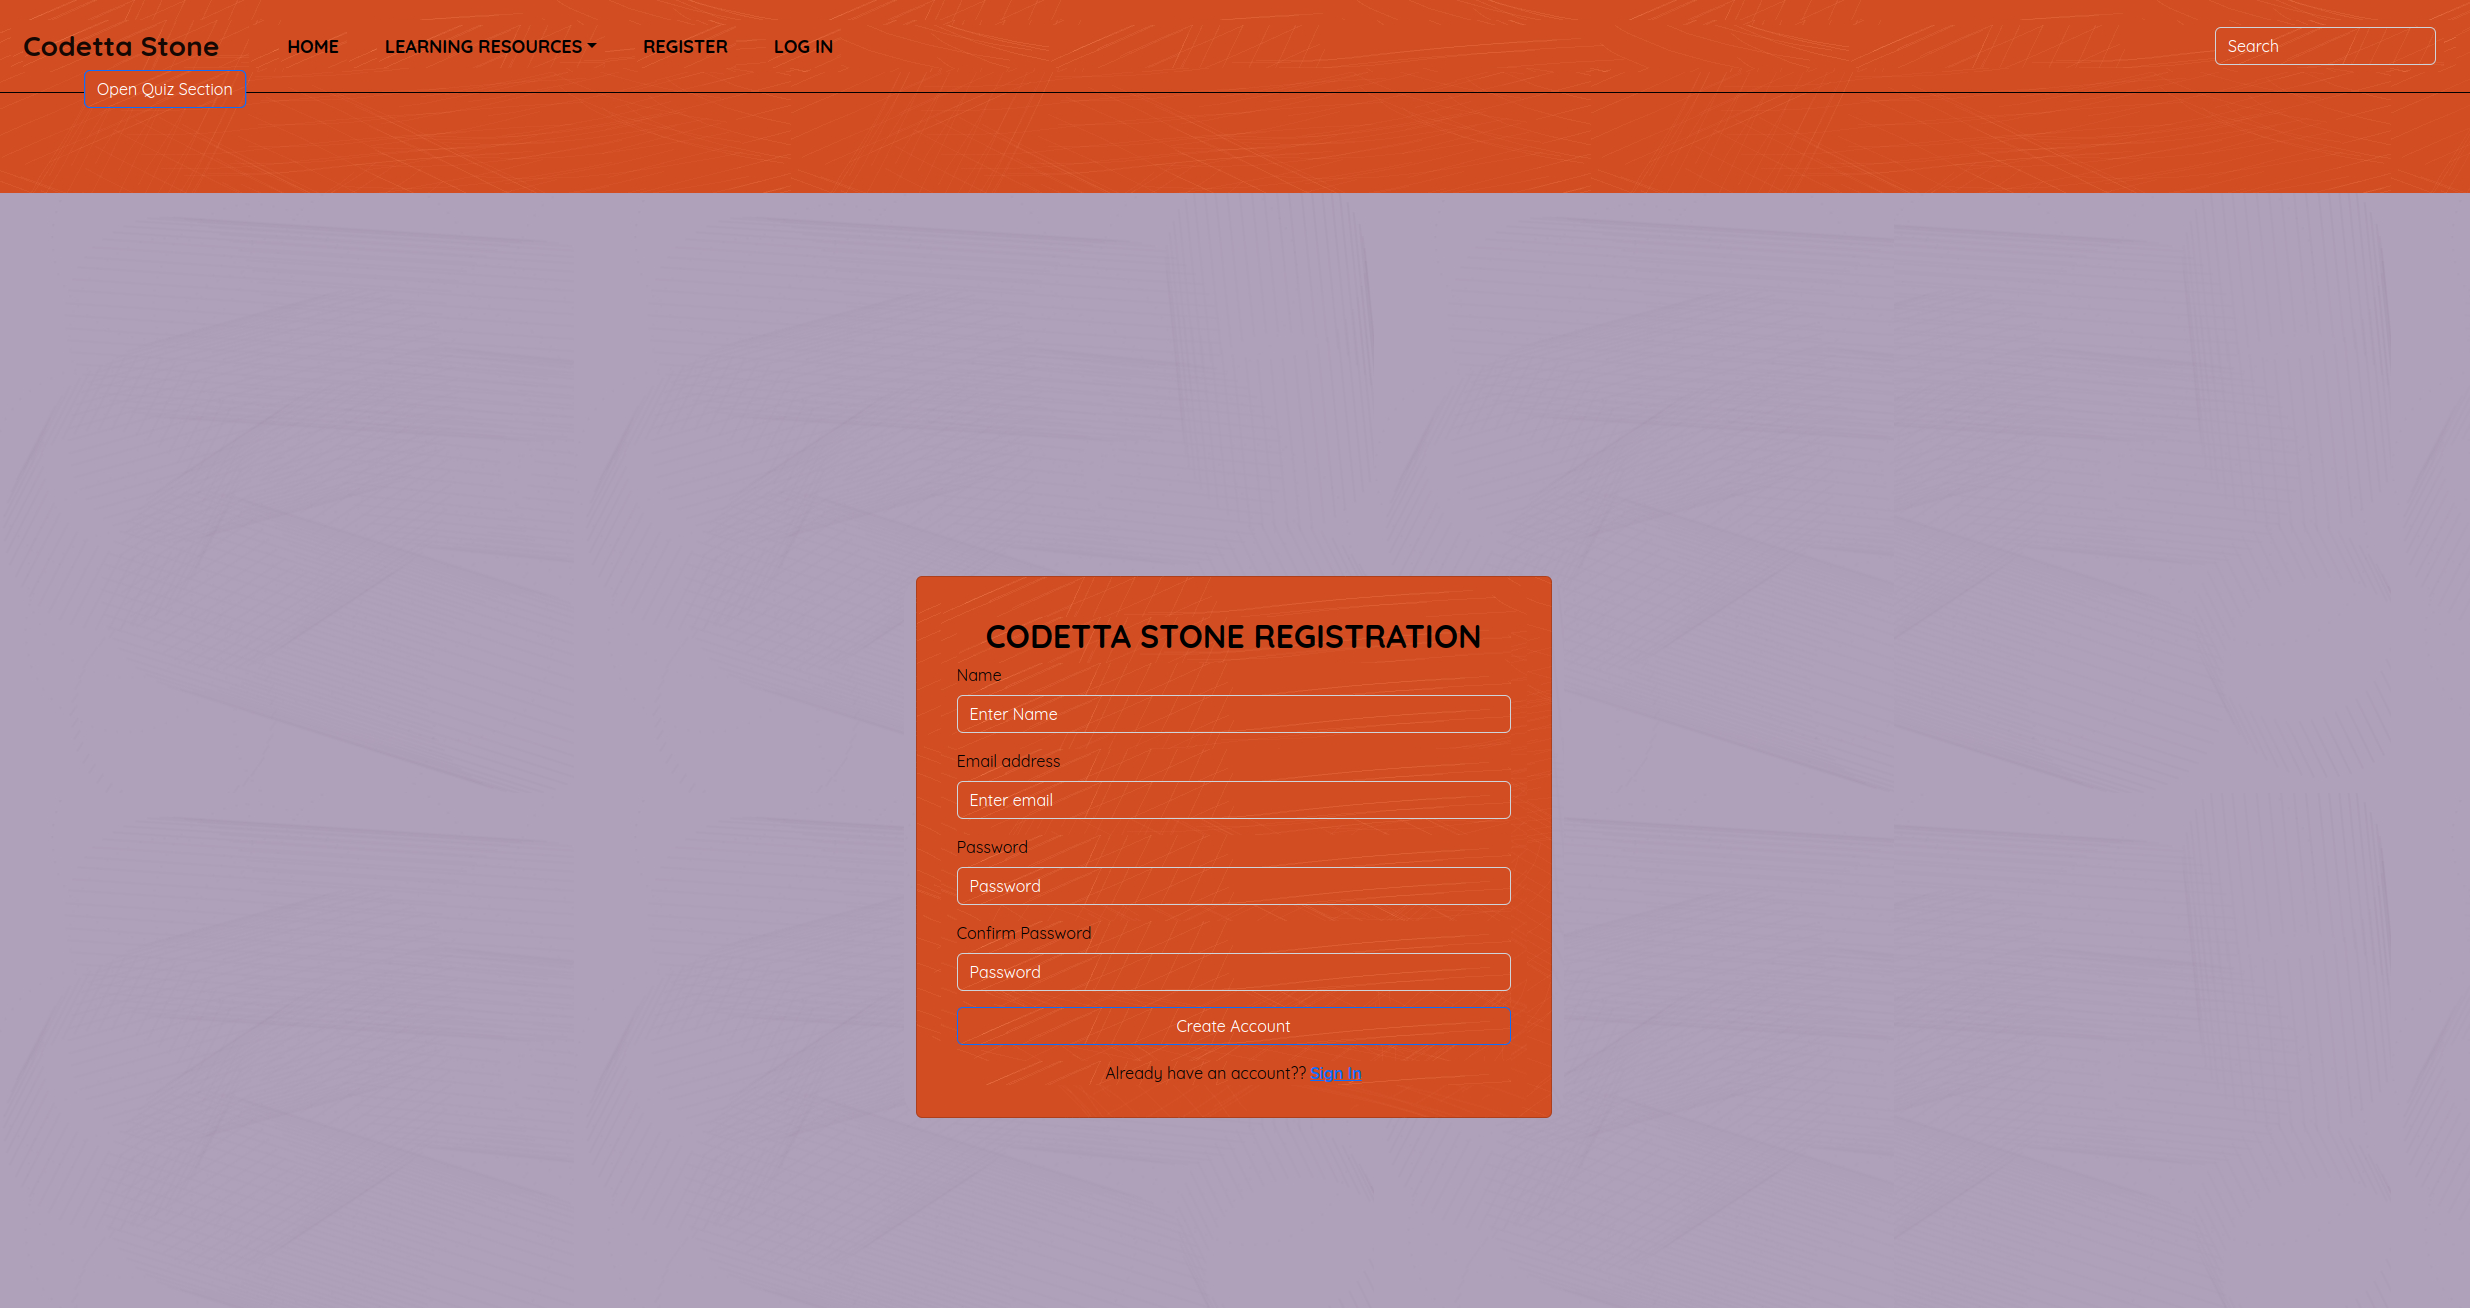 Codetta Stone HOME LEARNING RESOURCES REGISTER LOG IN Search
Open Quiz Section
CODETTA STONE REGISTRATION
Name
Enter Name
Email address
Enter email
Password
Password
Confirm Password
Password
Create Account
Already have an account?? Sign In